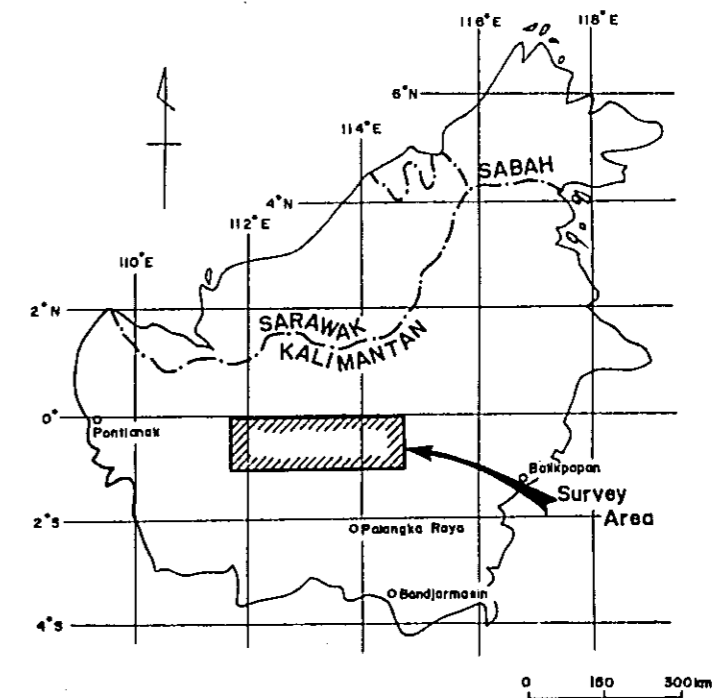 116°E
118°E
6°N
114°E
SABAH
4°N
112°E
110°E
2°N
SARAWAK
KALIMANTAN
0°
Pontianak
Balikpapan
Survey
Area
2°S
Palangka Raya
Bandjarmasin
4°S
0 150 300km